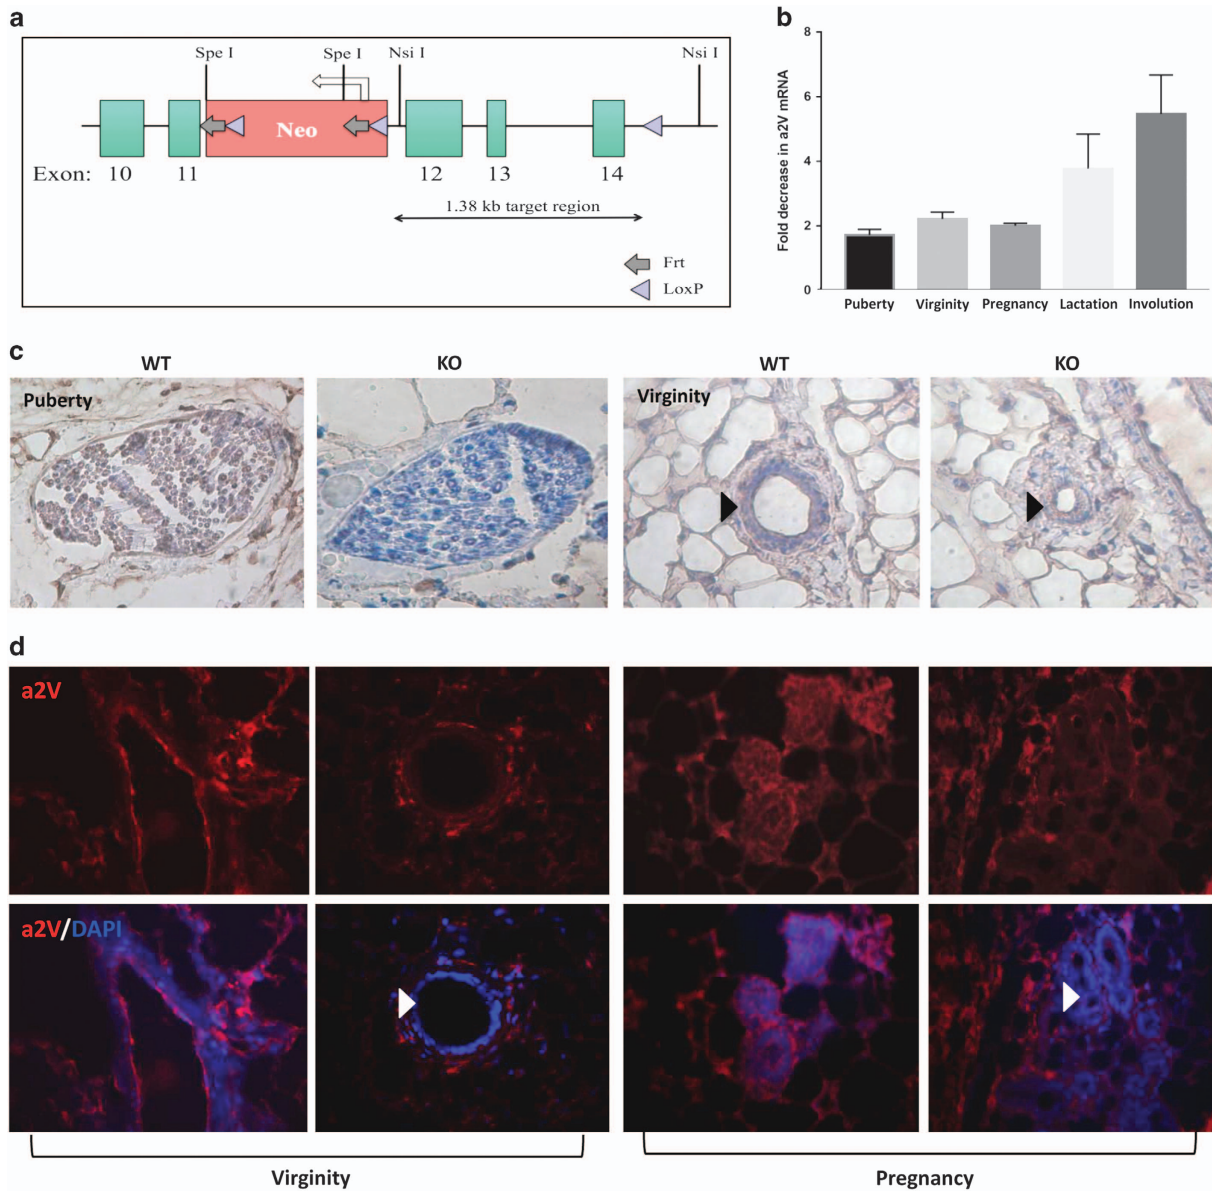 a
Spe I
Spe I
Nsi I
Nsi I
Neo
Exon:
10
11
12
13
14
1.38 kb target region
Frt
LoxP
b
Fold decrease in a2V mRNA
8
6
4
2
0
Puberty
Virginity
Pregnancy
Lactation
Involution
c
WT
KO
WT
KO
Puberty
Virginity
d
a2V
a2V/DAPI
Virginity
Pregnancy